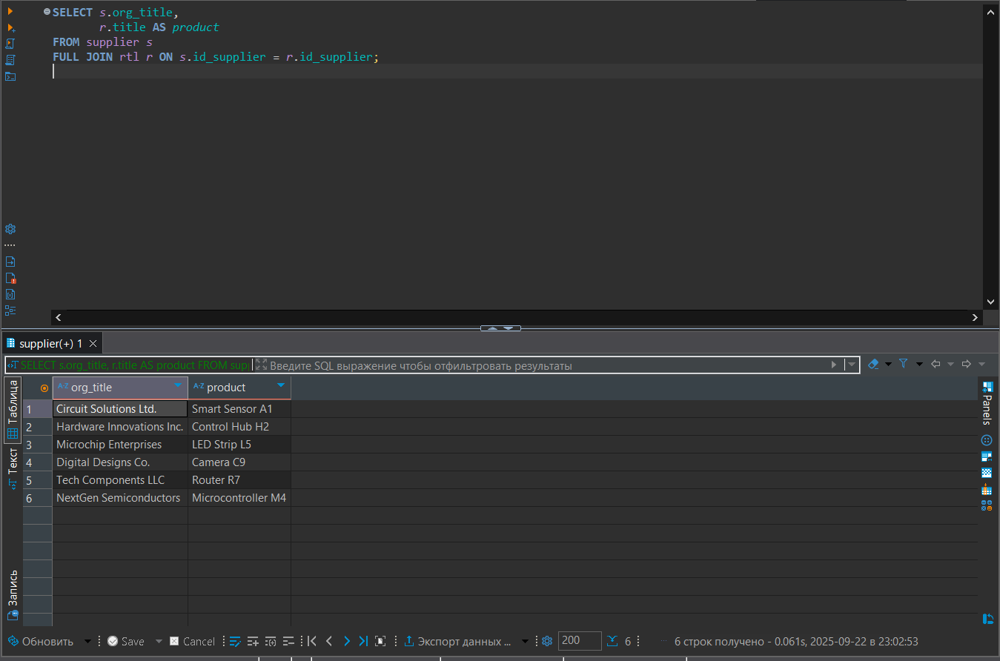 SELECT s.org_title,
r.title AS product
FROM supplier s
FULL JOIN rtl r ON s.id_supplier = r.id_supplier;
supplier(+) 1
SELECT s.org_title, r.title AS product FROM sup
Введите SQL выражение чтобы отфильтровать результаты
Таблица
Текст
Запись
Panels
A-Z org_title A-Z product
1 Circuit Solutions Ltd. Smart Sensor A1
2 Hardware Innovations Inc. Control Hub H2
3 Microchip Enterprises LED Strip L5
4 Digital Designs Co. Camera C9
5 Tech Components LLC Router R7
6 NextGen Semiconductors Microcontroller M4
Обновить Save Cancel Экспорт данных ... 200 6 ... 6 строк получено - 0.061s, 2025-09-22 в 23:02:53